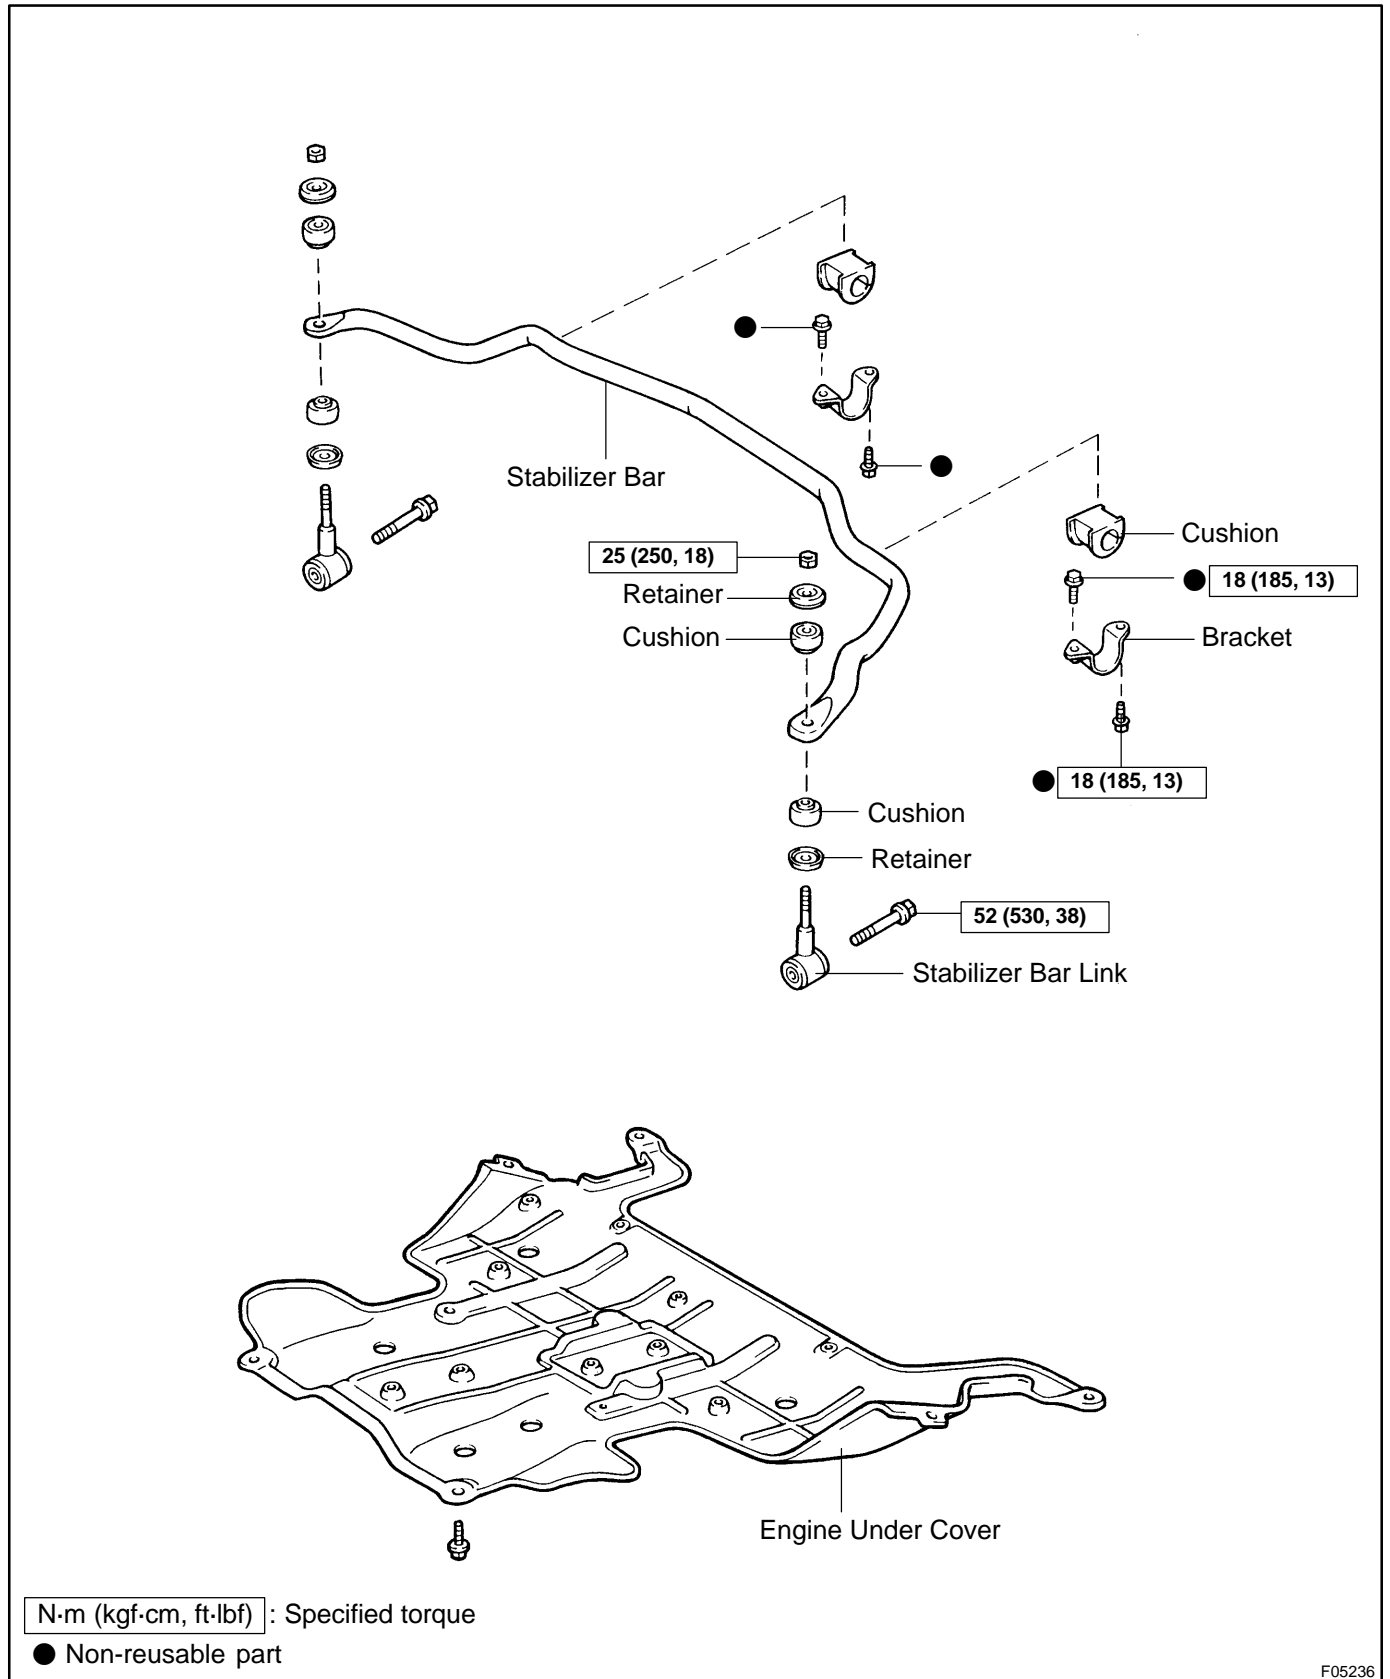 Stabilizer Bar
Cushion
25 (250, 18)
18 (185, 13)
Retainer
Cushion
Bracket
18 (185, 13)
Cushion
Retainer
52 (530, 38)
Stabilizer Bar Link
Engine Under Cover
N·m (kgf·cm, ft·lbf) : Specified torque
● Non-reusable part
F05236